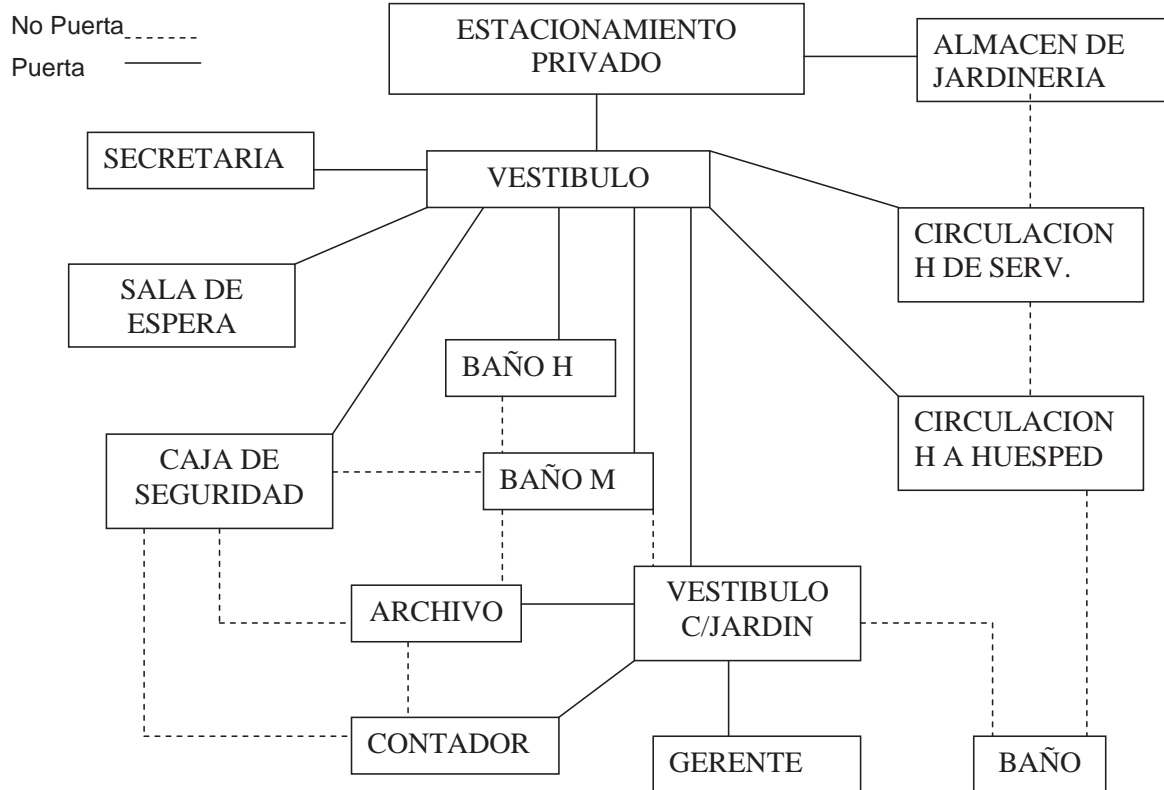 No Puerta
Puerta
ESTACIONAMIENTO
PRIVADO
ALMACEN DE
JARDINERIA
SECRETARIA
VESTIBULO
CIRCULACION
H DE SERV.
SALA DE
ESPERA
BAÑO H
CIRCULACION
H A HUESPED
CAJA DE
SEGURIDAD
BAÑO M
ARCHIVO
VESTIBULO
C/JARDIN
CONTADOR
GERENTE
BAÑO